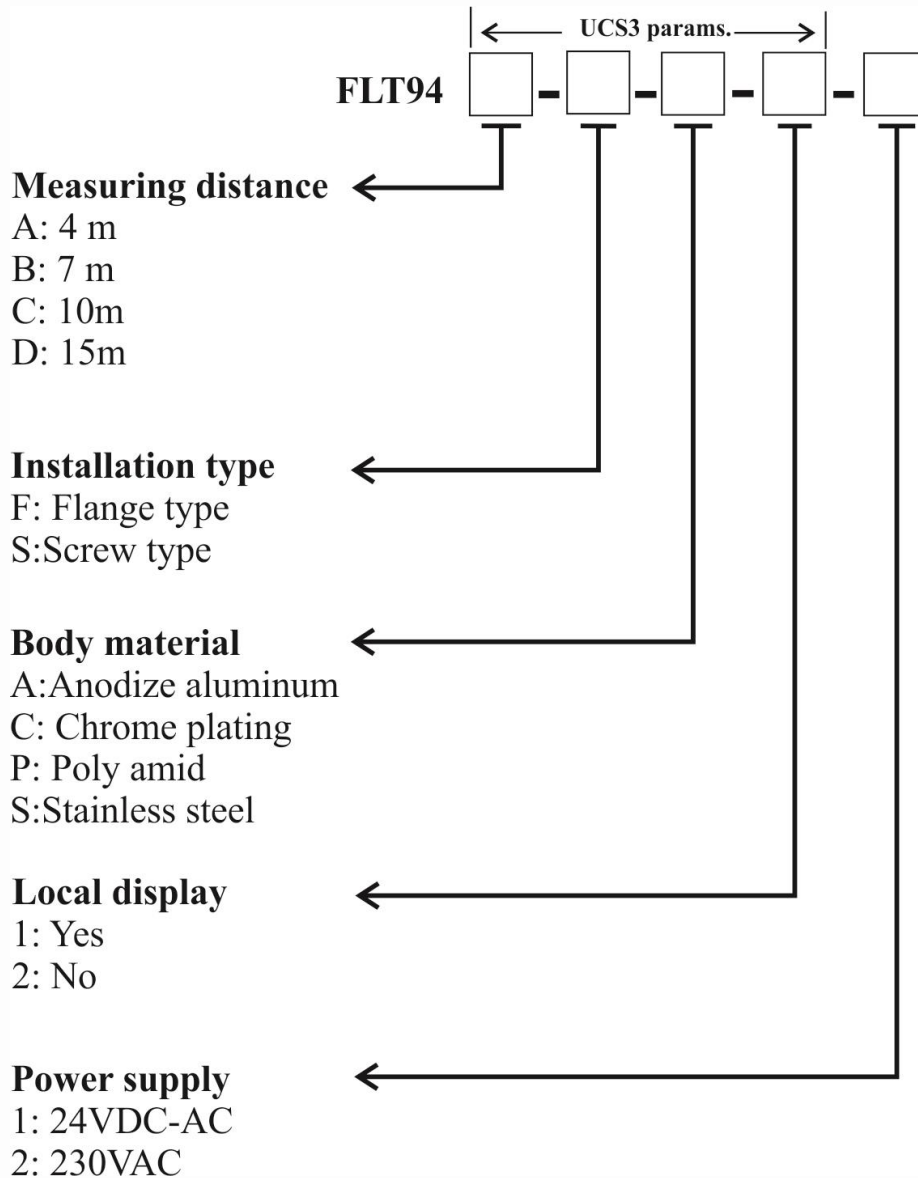 UCS3 params.
FLT94 - - - -
Measuring distance
A: 4 m
B: 7 m
C: 10m
D: 15m
Installation type
F: Flange type
S:Screw type
Body material
A:Anodize aluminum
C: Chrome plating
P: Poly amid
S:Stainless steel
Local display
1: Yes
2: No
Power supply
1: 24VDC-AC
2: 230VAC